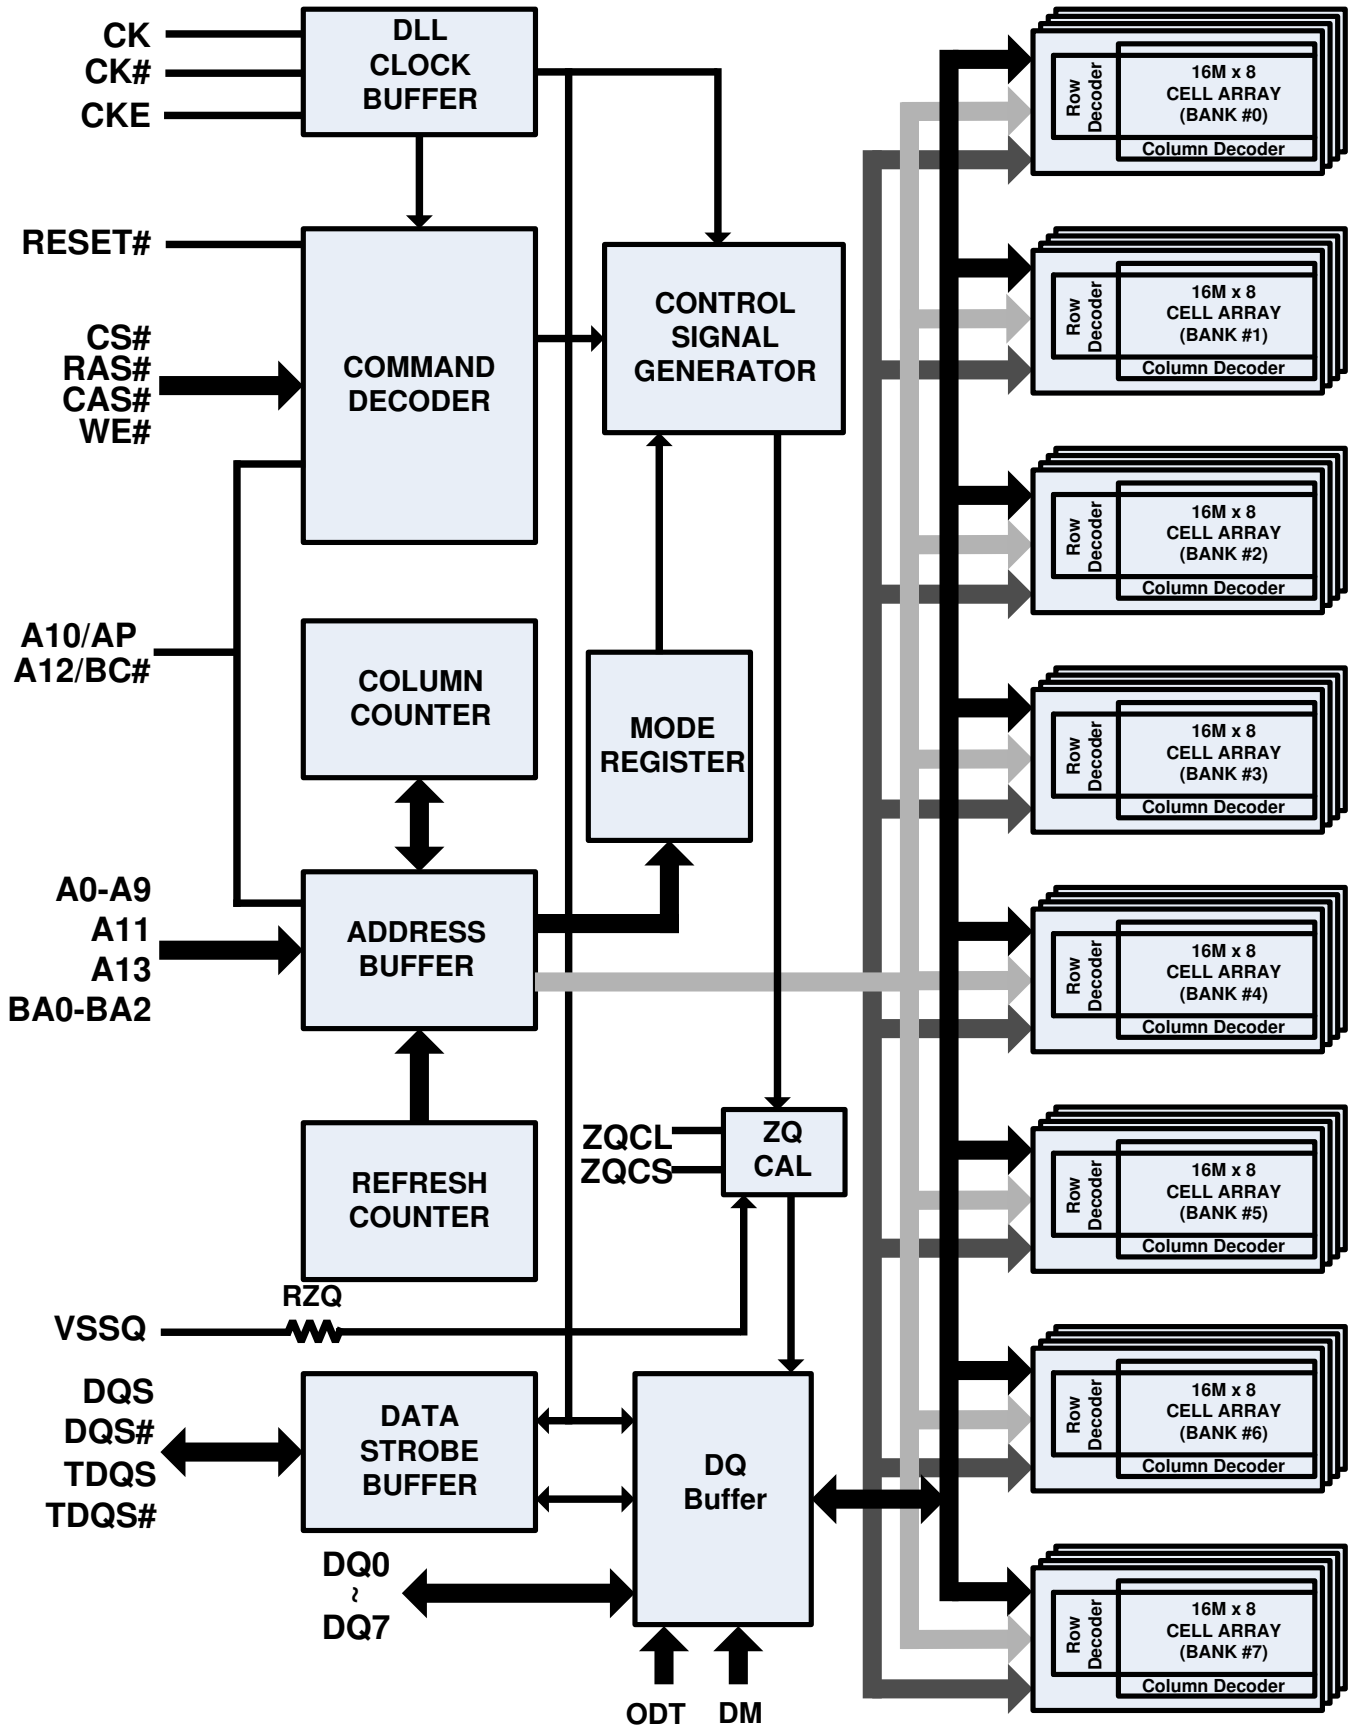 CK
CK#
CKE
DLL
CLOCK
BUFFER
RESET#
CS#
RAS#
CAS#
WE#
COMMAND
DECODER
CONTROL
SIGNAL
GENERATOR
A10/AP
A12/BC#
COLUMN
COUNTER
MODE
REGISTER
A0-A9
A11
A13
BA0-BA2
ADDRESS
BUFFER
REFRESH
COUNTER
ZQCL
ZQCS
ZQ
CAL
RZQ
VSSQ
DQS
DQS#
TDQS
TDQS#
DATA
STROBE
BUFFER
DQ
Buffer
DQ0
~
DQ7
ODT
DM
Row
Decoder
16M x 8
CELL ARRAY
(BANK #0)
Column Decoder
Row
Decoder
16M x 8
CELL ARRAY
(BANK #1)
Column Decoder
Row
Decoder
16M x 8
CELL ARRAY
(BANK #2)
Column Decoder
Row
Decoder
16M x 8
CELL ARRAY
(BANK #3)
Column Decoder
Row
Decoder
16M x 8
CELL ARRAY
(BANK #4)
Column Decoder
Row
Decoder
16M x 8
CELL ARRAY
(BANK #5)
Column Decoder
Row
Decoder
16M x 8
CELL ARRAY
(BANK #6)
Column Decoder
Row
Decoder
16M x 8
CELL ARRAY
(BANK #7)
Column Decoder